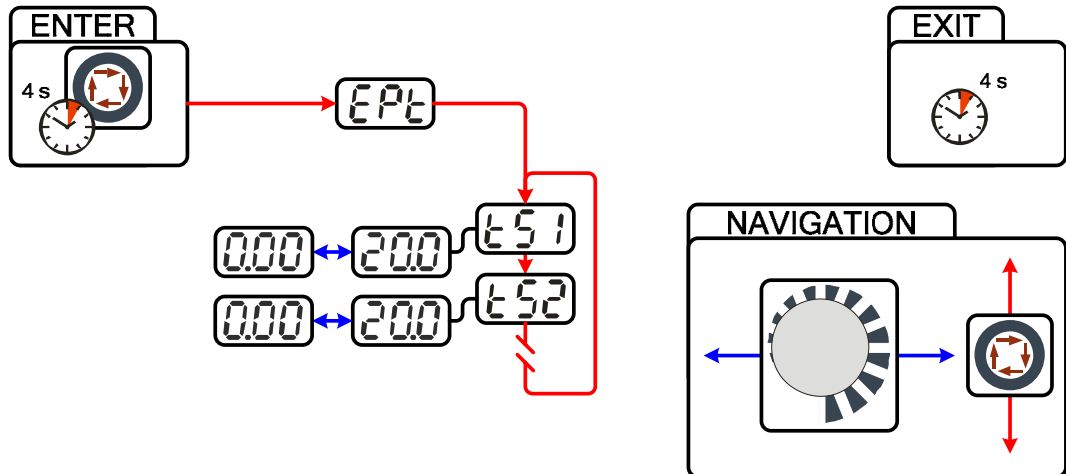 ENTER
4 s
EPt
EXIT
4 s
tS1
0.00
20.0
tS2
0.00
20.0
NAVIGATION